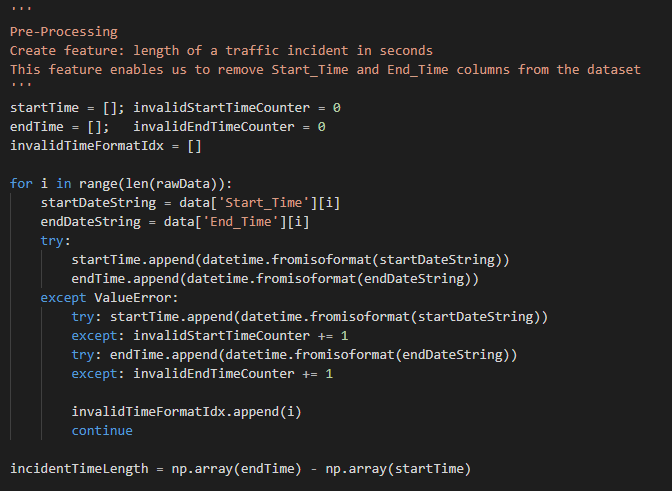 '''
Pre-Processing
Create feature: length of a traffic incident in seconds
This feature enables us to remove Start_Time and End_Time columns from the dataset
'''
startTime = []; invalidStartTimeCounter = 0
endTime = [];   invalidEndTimeCounter = 0
invalidTimeFormatIdx = []

for i in range(len(rawData)):
    startDateString = data['Start_Time'][i]
    endDateString = data['End_Time'][i]
    try:
        startTime.append(datetime.fromisoformat(startDateString))
        endTime.append(datetime.fromisoformat(endDateString))
    except ValueError:
        try: startTime.append(datetime.fromisoformat(startDateString))
        except: invalidStartTimeCounter += 1
        try: endTime.append(datetime.fromisoformat(endDateString))
        except: invalidEndTimeCounter += 1

        invalidTimeFormatIdx.append(i)
        continue

incidentTimeLength = np.array(endTime) - np.array(startTime)